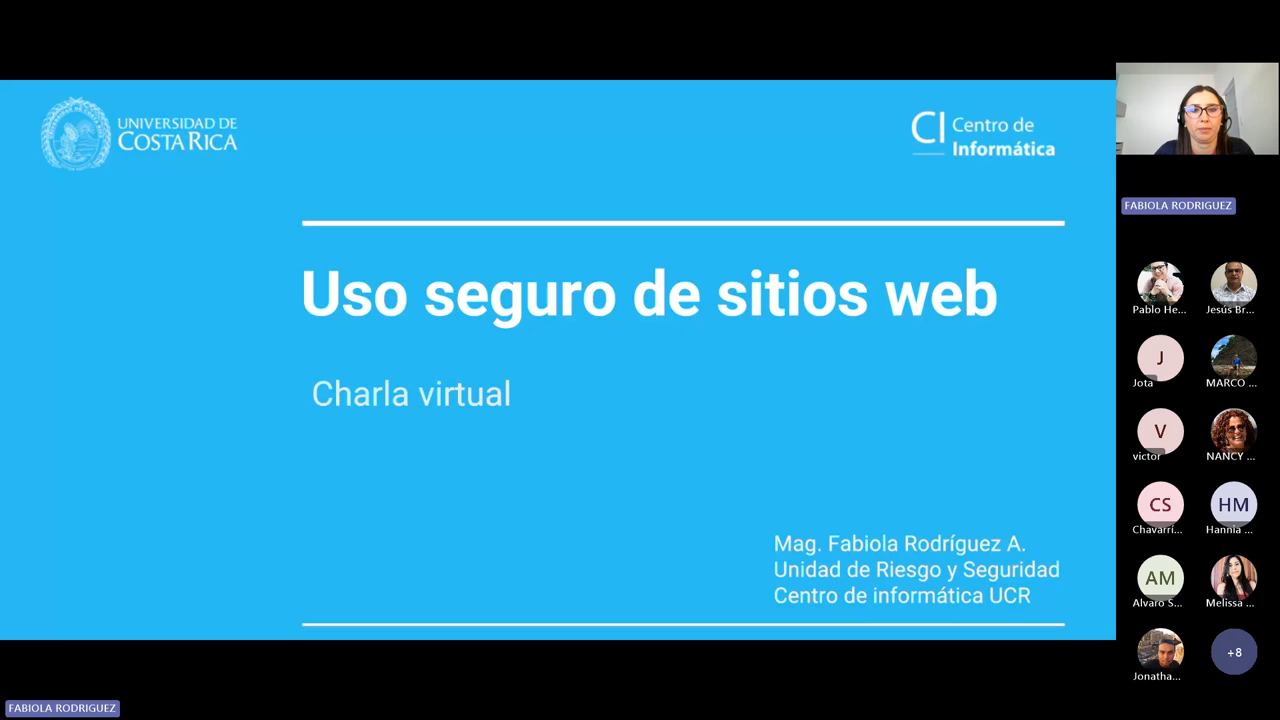 UNIVERSIDAD DE
COSTA RICA
CI Centro de
Informática
Uso seguro de sitios web
Charla virtual
Mag. Fabiola Rodríguez A.
Unidad de Riesgo y Seguridad
Centro de informática UCR
FABIOLA RODRIGUEZ
Pablo He...
Jesús Br...
J
Jota
MARCO ...
V
victor
NANCY ...
CS
Chavarrí...
HM
Hannia ...
AM
Alvaro S...
Melissa ...
Jonatha...
+8
FABIOLA RODRIGUEZ